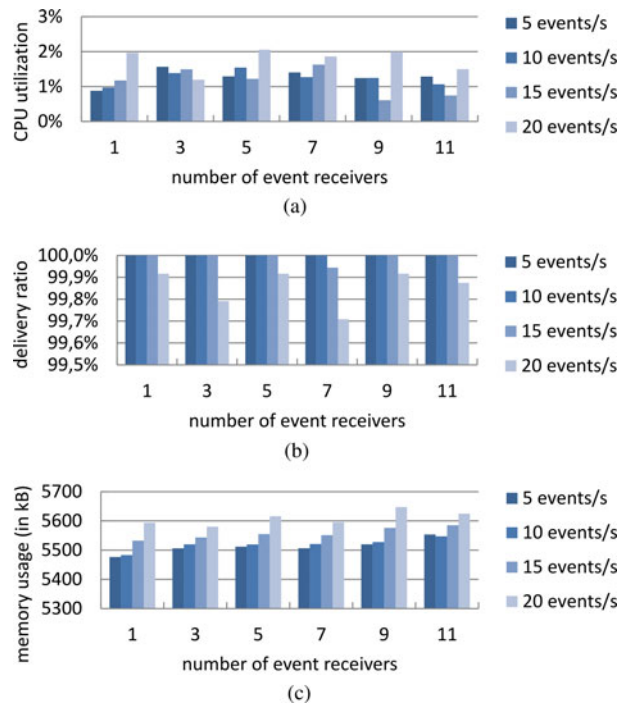 3%
2%
1%
0%
CPU utilization
1 3 5 7 9 11
number of event receivers
5 events/s
10 events/s
15 events/s
20 events/s
(a)
100,0%
99,9%
99,8%
99,7%
99,6%
99,5%
delivery ratio
1 3 5 7 9 11
number of event receivers
5 events/s
10 events/s
15 events/s
20 events/s
(b)
5700
5600
5500
5400
5300
memory usage (in kB)
1 3 5 7 9 11
number of event receivers
5 events/s
10 events/s
15 events/s
20 events/s
(c)